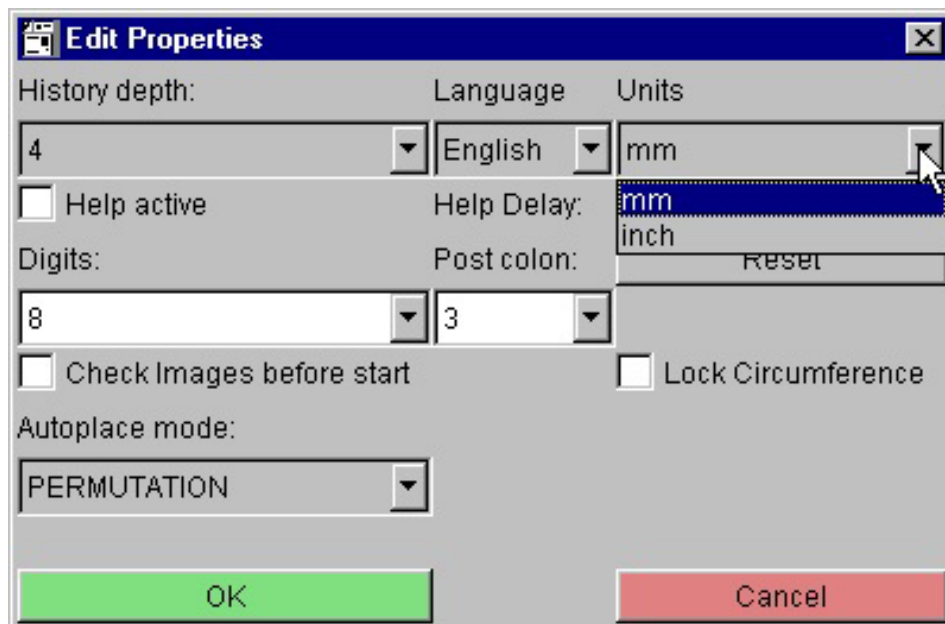 Edit Properties
History depth: Language Units
4 English mm
Help active Help Delay: mm
inch
Digits: Post colon: Reset
8 3
Check Images before start Lock Circumference
Autoplace mode:
PERMUTATION
OK Cancel